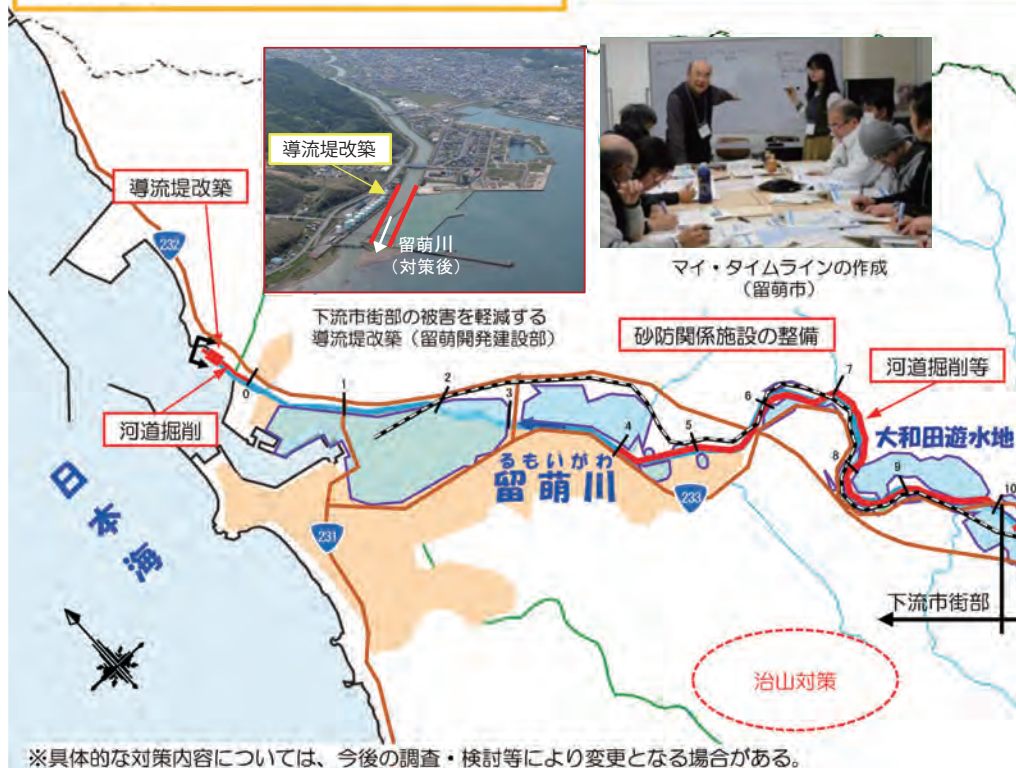 導流堤改築
留萌川
（対策後）
導流堤改築
232
下流市街部の被害を軽減する
導流堤改築（留萌開発建設部）
マイ・タイムラインの作成
（留萌市）
砂防関係施設の整備
河道掘削等
河道掘削
0
1
2
3
4
5
6
7
8
9
10
大和田遊水地
るもいがわ
留萌川
233
231
日本海
下流市街部
治山対策
※具体的な対策内容については、今後の調査・検討等により変更となる場合がある。